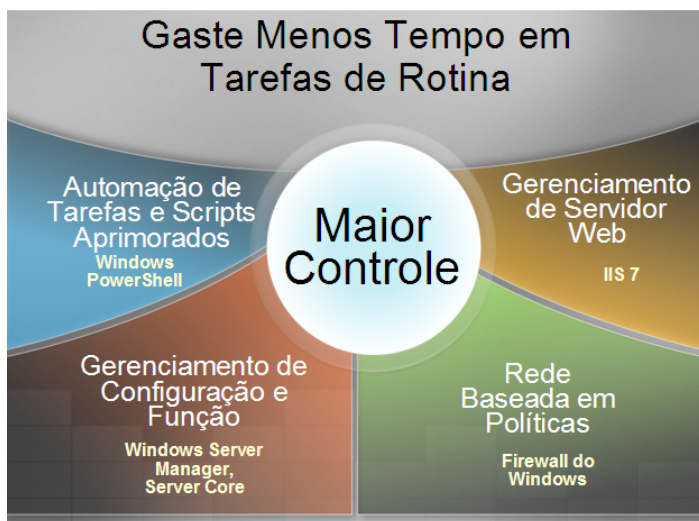 Gaste Menos Tempo em
Tarefas de Rotina
Automação de
Tarefas e Scripts
Aprimorados
Windows
PowerShell
Maior
Controle
Gerenciamento
de Servidor
Web
IIS 7
Gerenciamento de
Configuração e
Função
Windows Server
Manager,
Server Core
Rede
Baseada em
Políticas
Firewall do
Windows